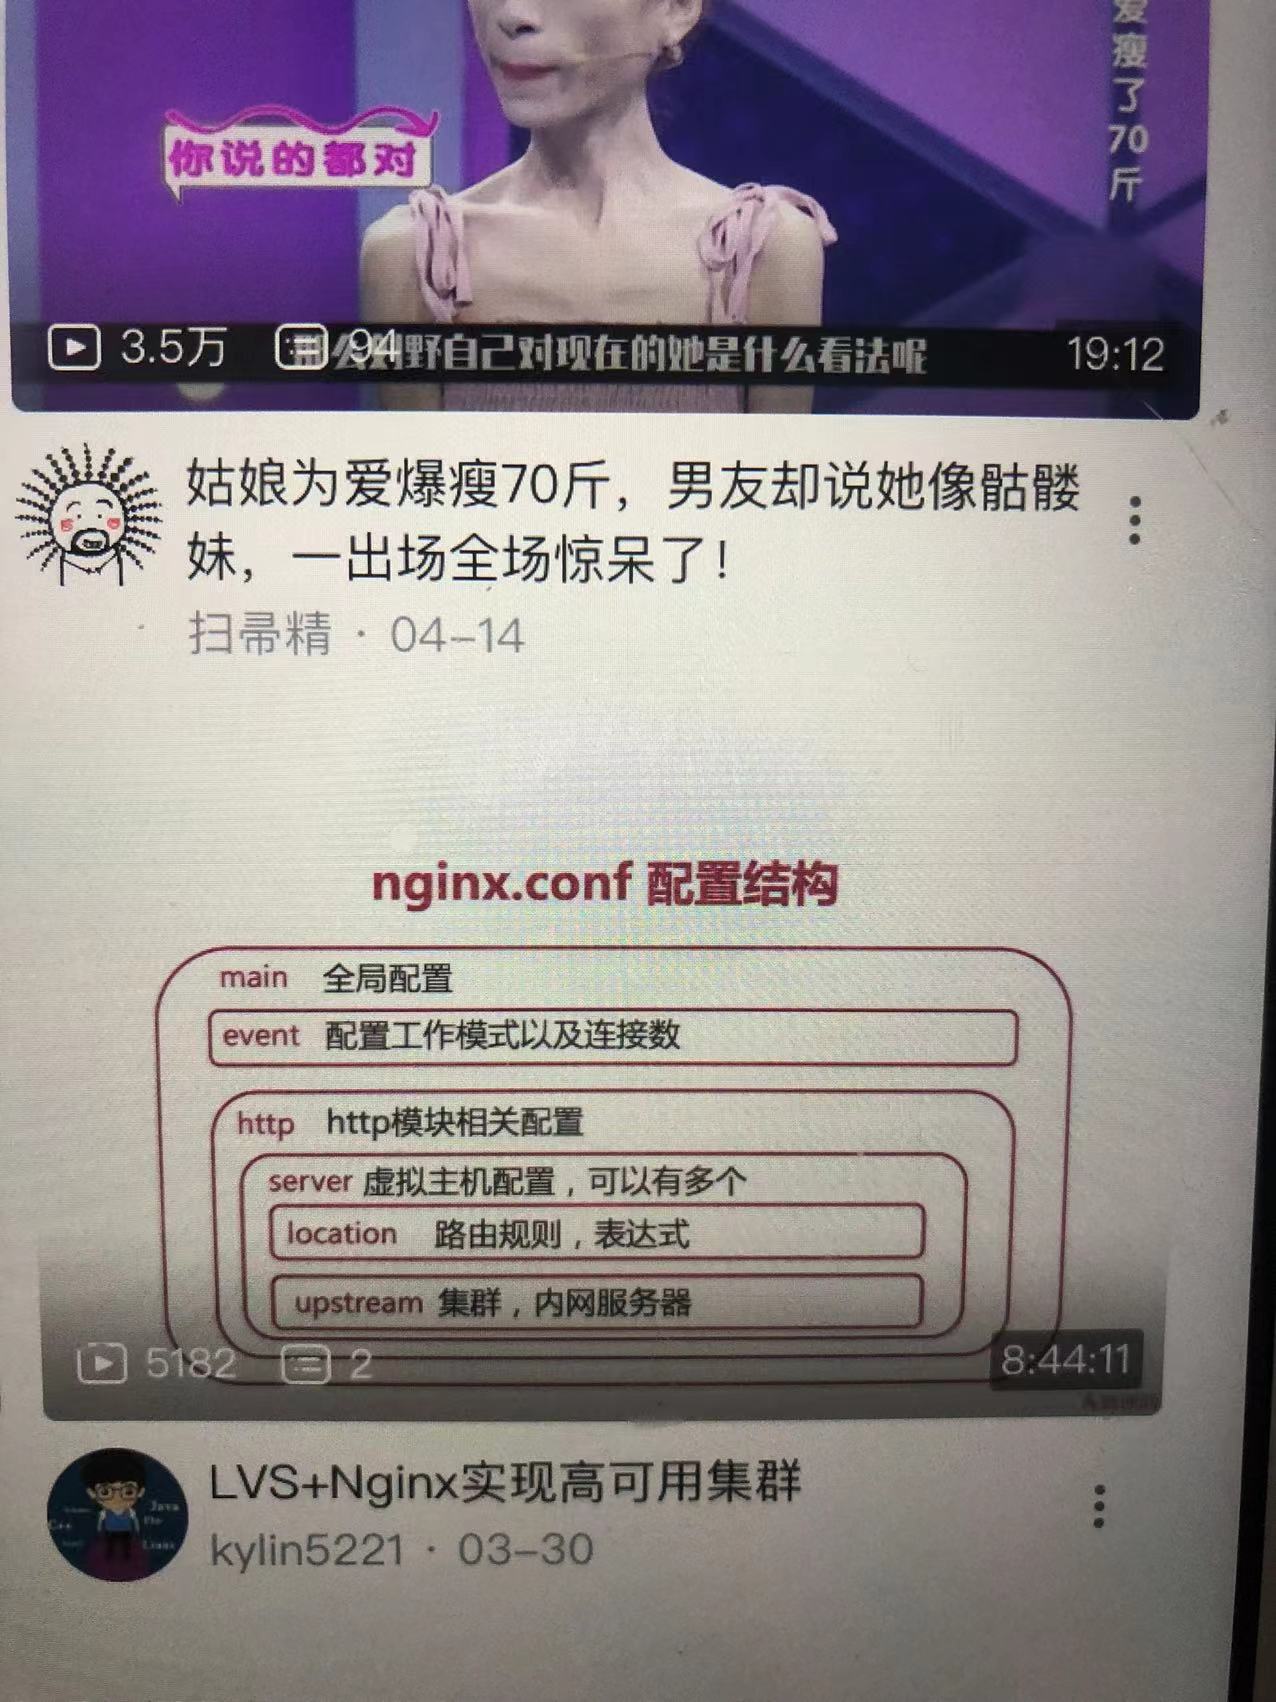 爱瘦了70斤
你说的都对
3.5万 94 么刘野自己对现在的她是什么看法呢 19:12
姑娘为爱爆瘦70斤，男友却说她像骷髅
妹，一出场全场惊呆了！
扫帚精 · 04-14
nginx.conf 配置结构
main 全局配置
event 配置工作模式以及连接数
http http模块相关配置
server 虚拟主机配置，可以有多个
location 路由规则，表达式
upstream 集群，内网服务器
5182 2 8:44:11
LVS+Nginx实现高可用集群
Java
Linux
kylin5221 · 03-30